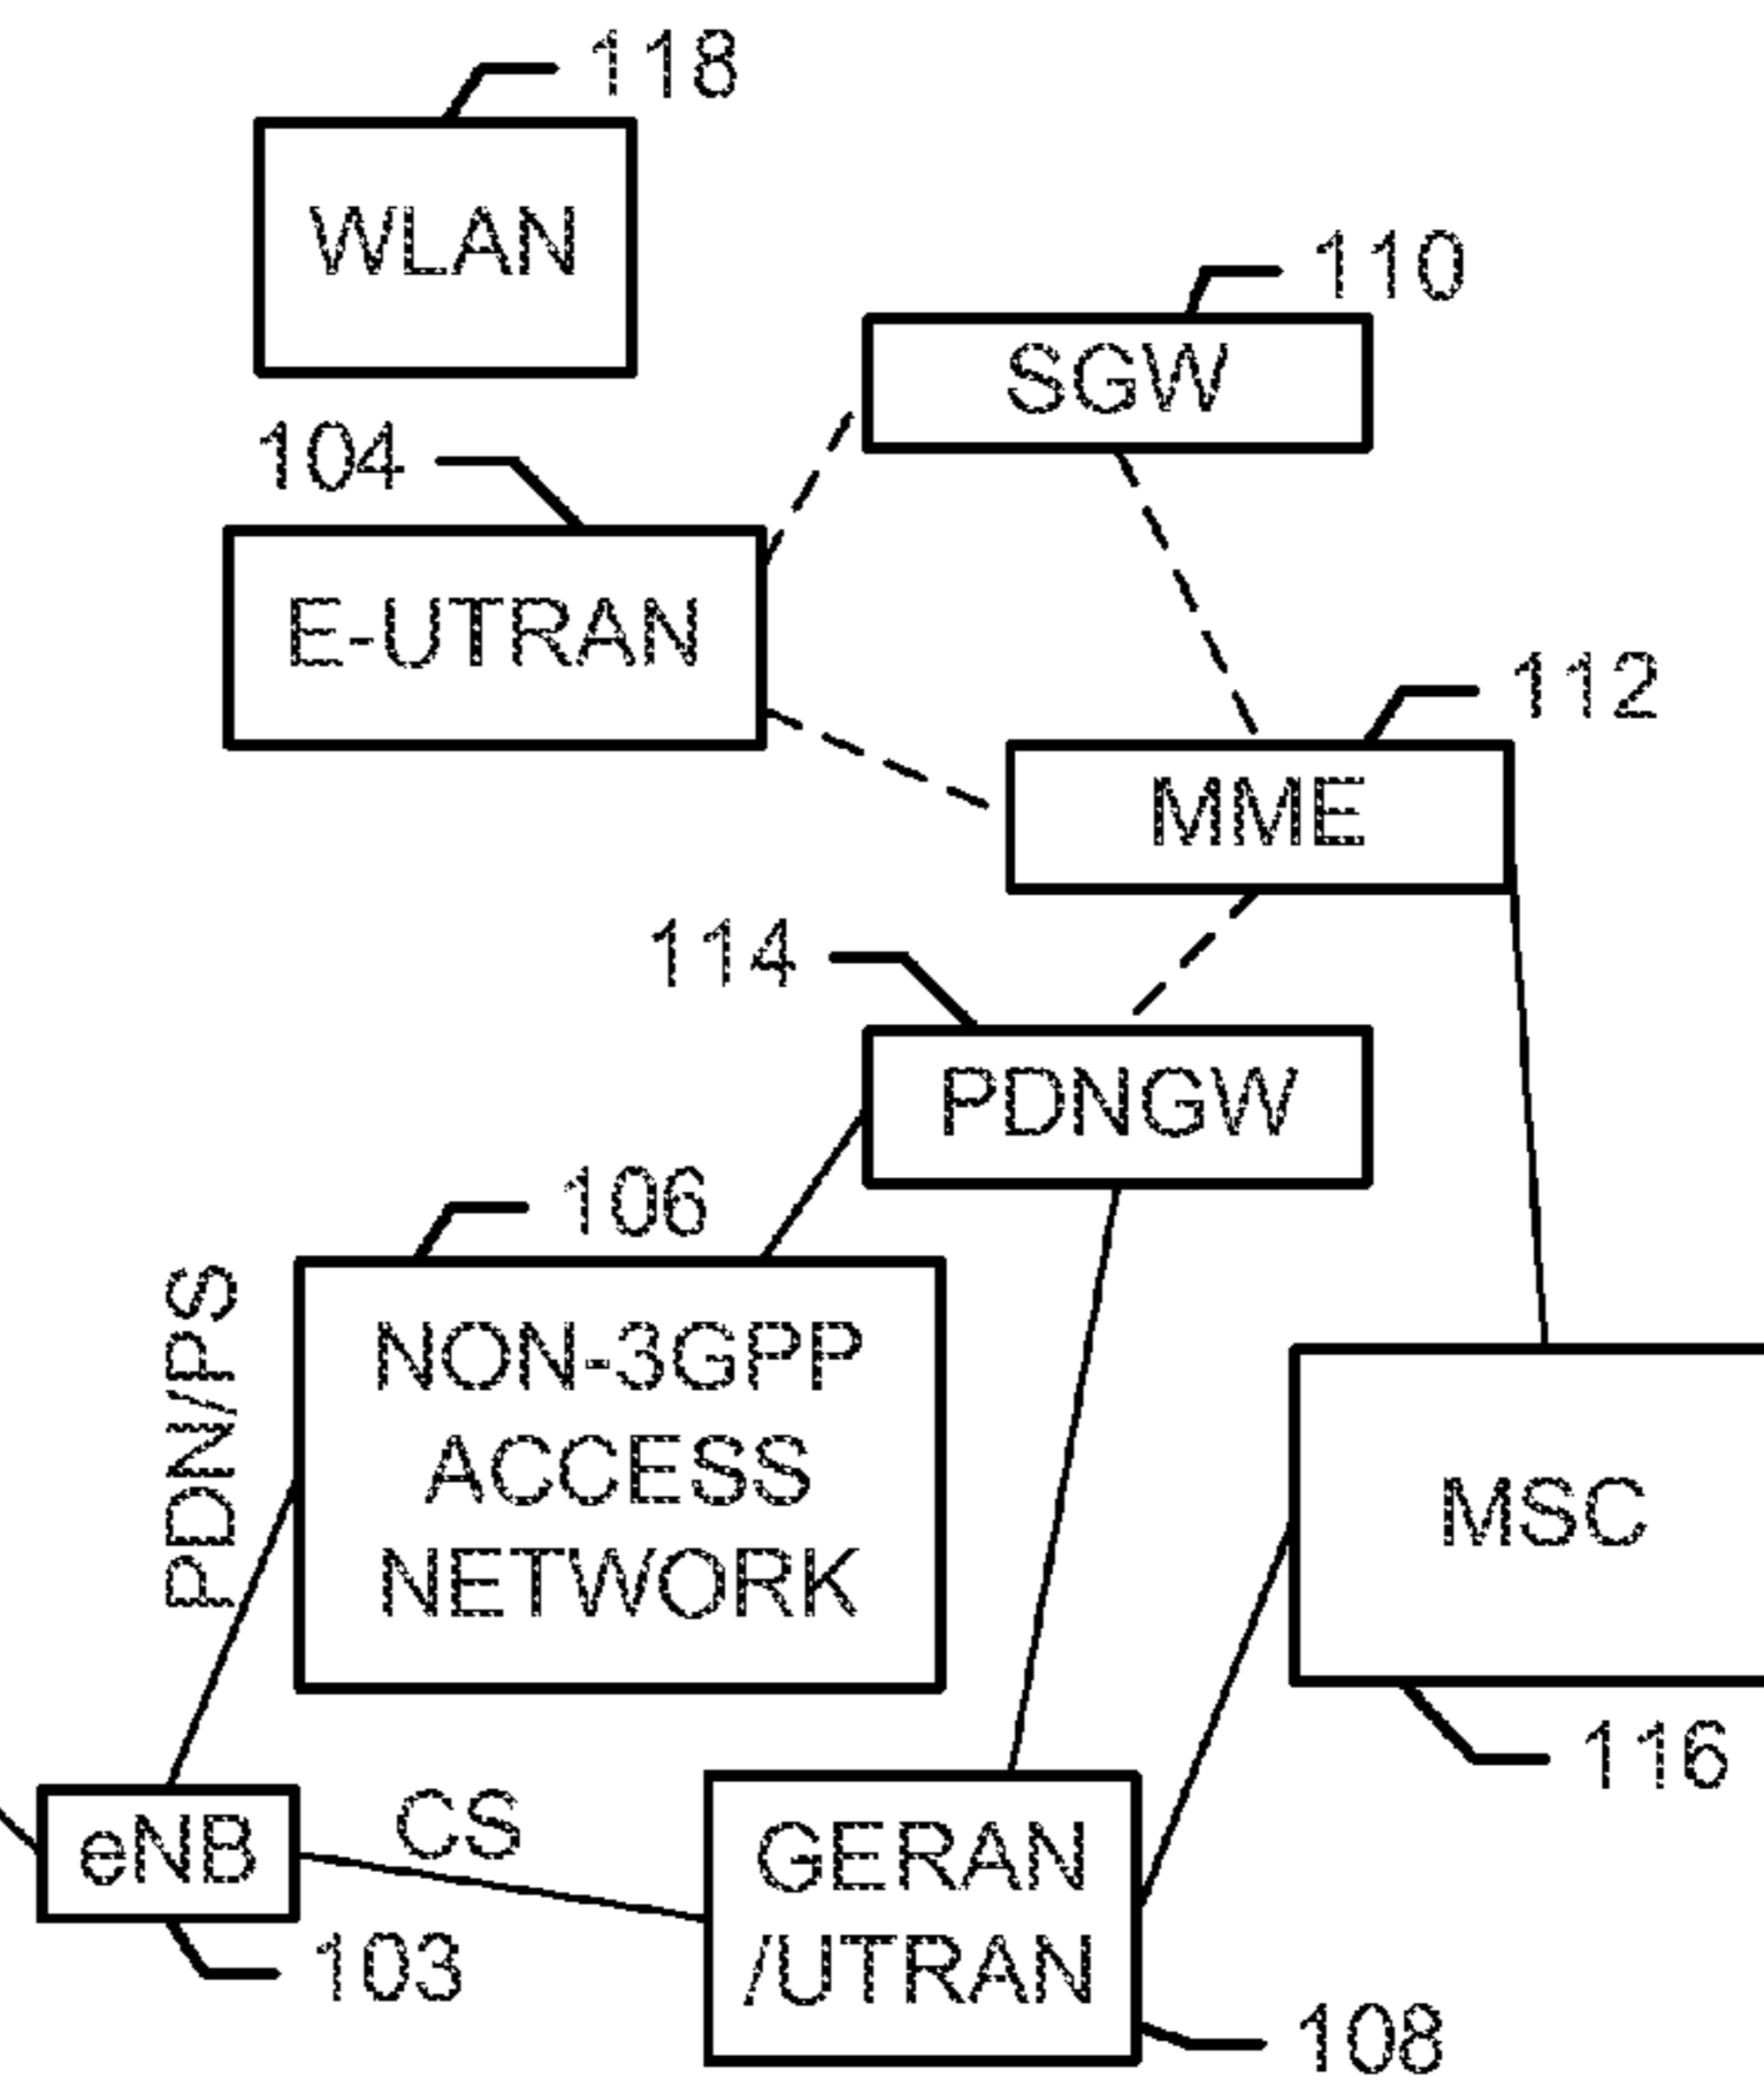 118
WLAN
110
SGW
104
E-UTRAN
112
MME
114
PDNGW
106
PDN/PS
NON-3GPP
ACCESS
NETWORK
MSC
116
CS
eNB
GERAN
/UTRAN
103
108